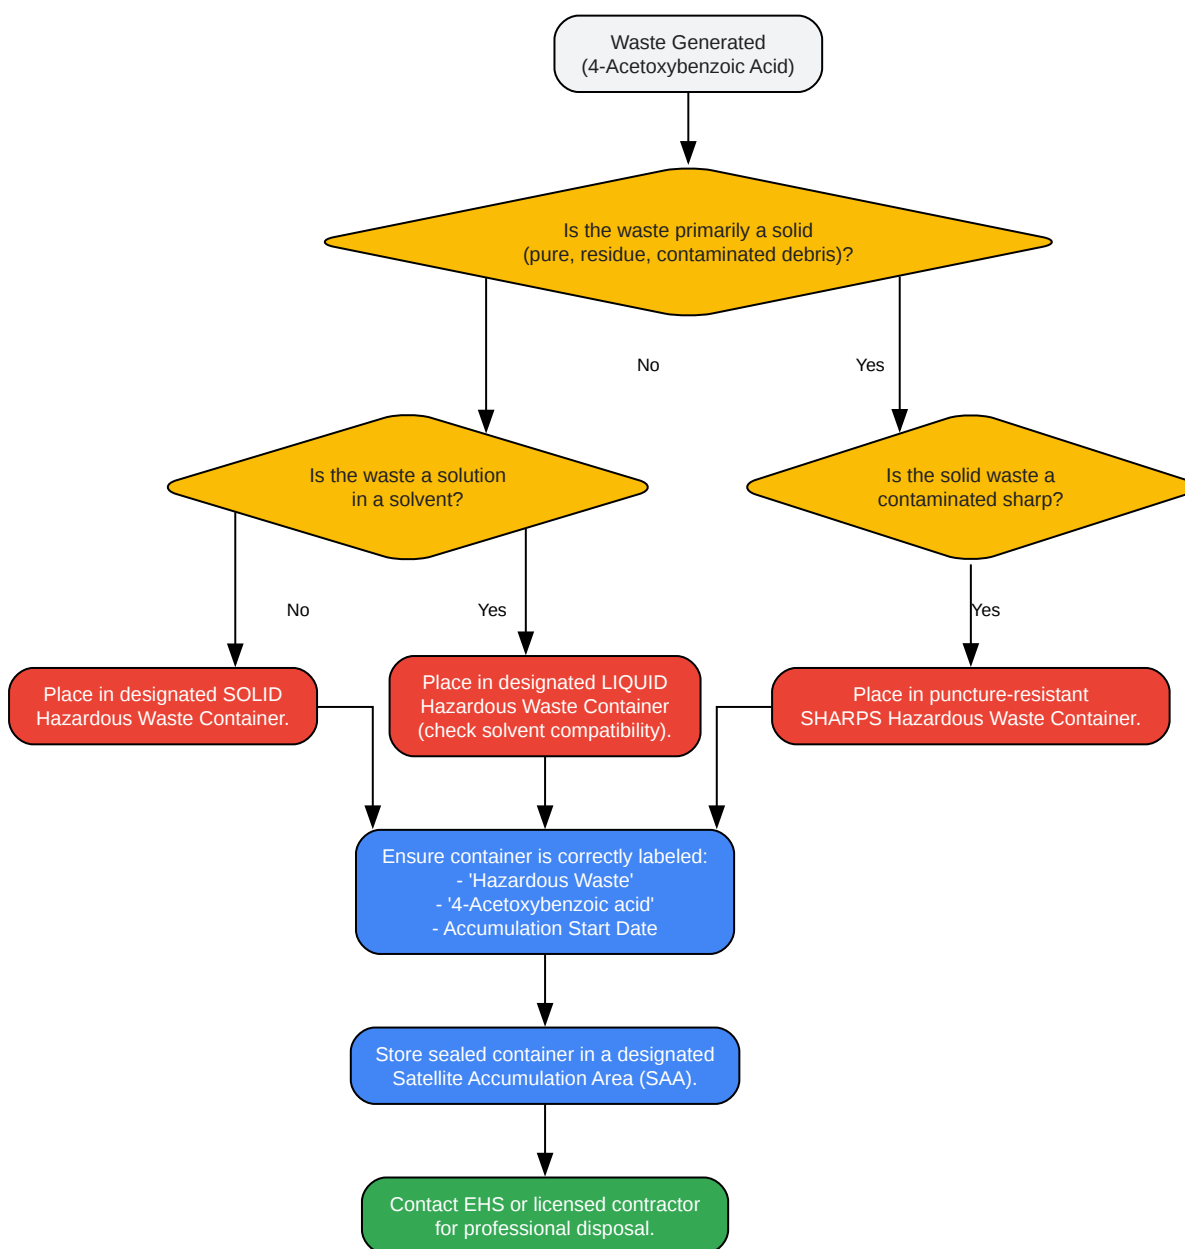 Waste Generated
(4-Acetoxybenzoic Acid)
Is the waste primarily a solid
(pure, residue, contaminated debris)?
No
Yes
Is the waste a solution
in a solvent?
Is the solid waste a
contaminated sharp?
No
Yes
Yes
Place in designated SOLID
Hazardous Waste Container.
Place in designated LIQUID
Hazardous Waste Container
(check solvent compatibility).
Place in puncture-resistant
SHARPS Hazardous Waste Container.
Ensure container is correctly labeled:
- 'Hazardous Waste'
- '4-Acetoxybenzoic acid'
- Accumulation Start Date
Store sealed container in a designated
Satellite Accumulation Area (SAA).
Contact EHS or licensed contractor
for professional disposal.